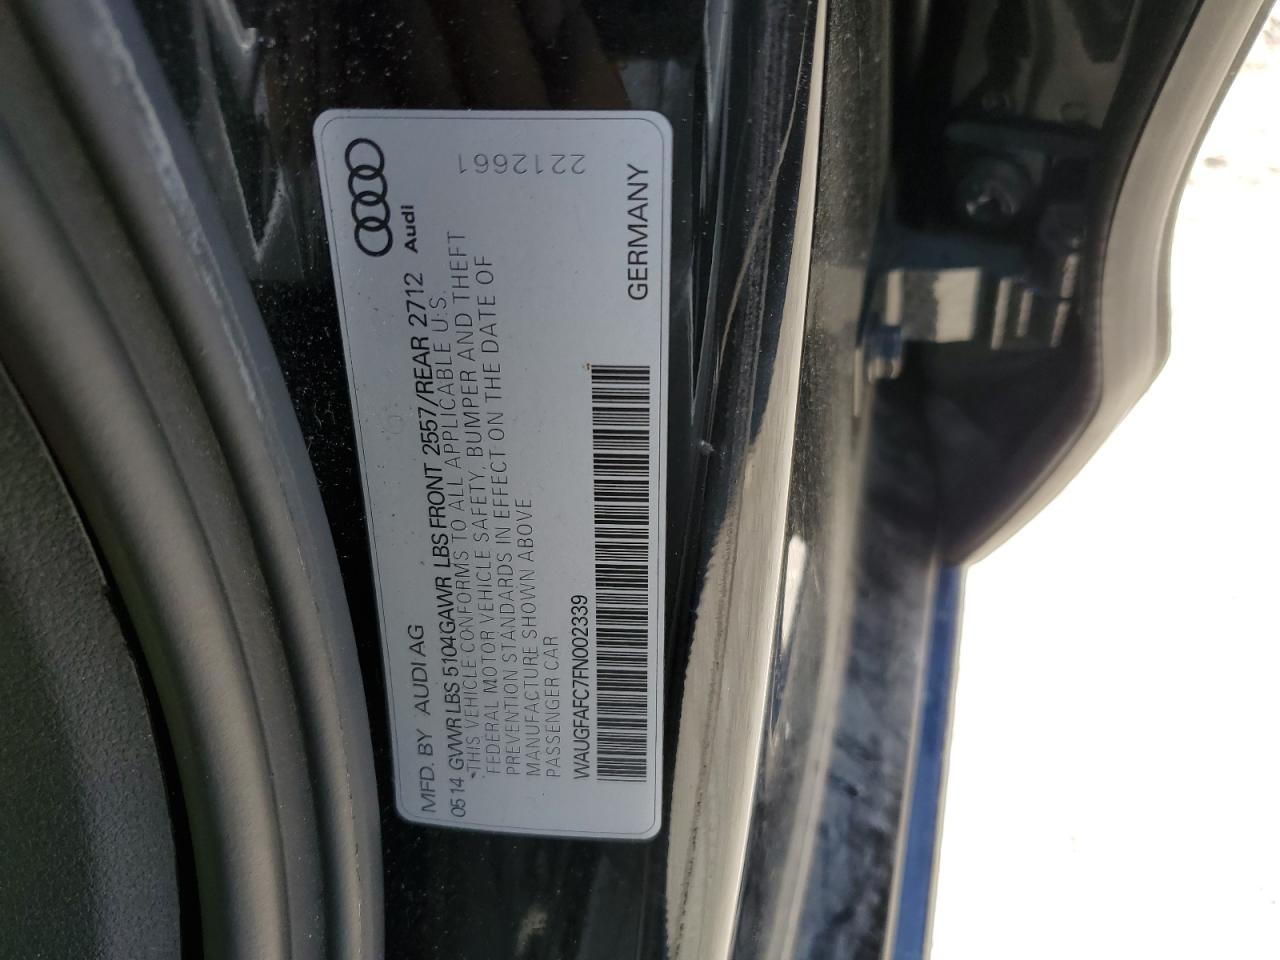 Audi
MFD. BY AUDI AG
0514 GVWR LBS 5104 GAWR LBS FRONT 2557/REAR 2712
THIS VEHICLE CONFORMS TO ALL APPLICABLE U.S.
FEDERAL MOTOR VEHICLE SAFETY, BUMPER AND THEFT
PREVENTION STANDARDS IN EFFECT ON THE DATE OF
MANUFACTURE SHOWN ABOVE
PASSENGER CAR
WAUGFAFC7FN002339
GERMANY
2212661